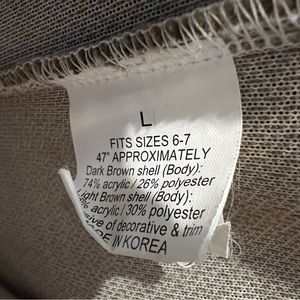 L
FITS SIZES 6-7
47" APPROXIMATELY
Dark Brown shell (Body):
74% acrylic / 26% polyester
Light Brown shell (Body):
acrylic / 30% polyester
of decorative & trim
IN KOREA